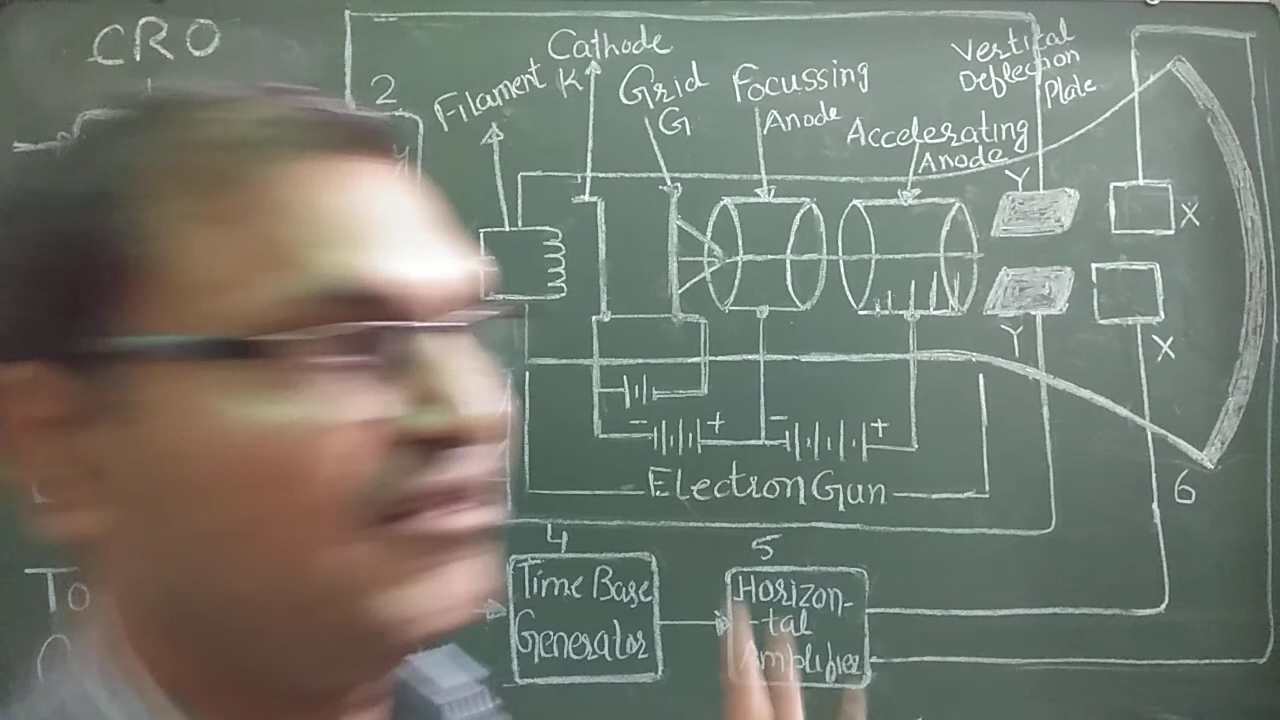 CRO
2
Filament
Cathode
K
Grid
G
Focussing
Anode
Accelerating
Anode
Vertical
Deflection
Plate
Y
X
Y
X
- + - +
Electron Gun
6
4
Time Base
Generator
5
Horizon-
-tal
Amplifier
To